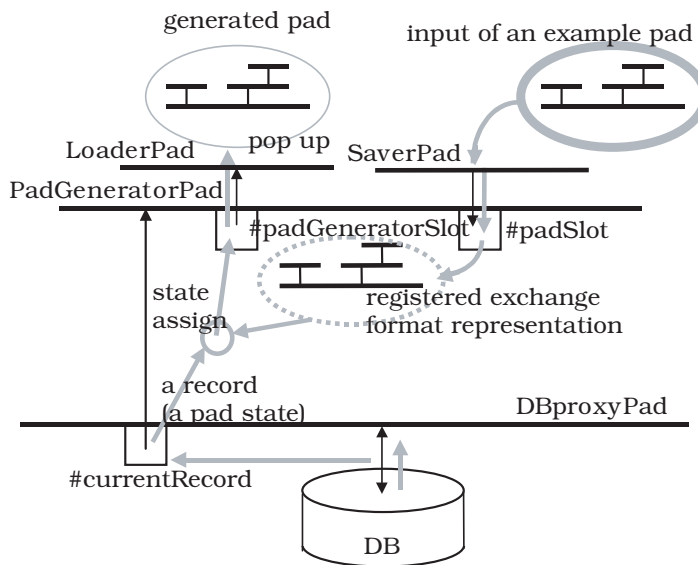 generated pad
input of an example pad
pop up
LoaderPad
SaverPad
PadGeneratorPad
#padGeneratorSlot
#padSlot
state
assign
registered exchange
format representation
a record
(a pad state)
DBproxyPad
#currentRecord
DB